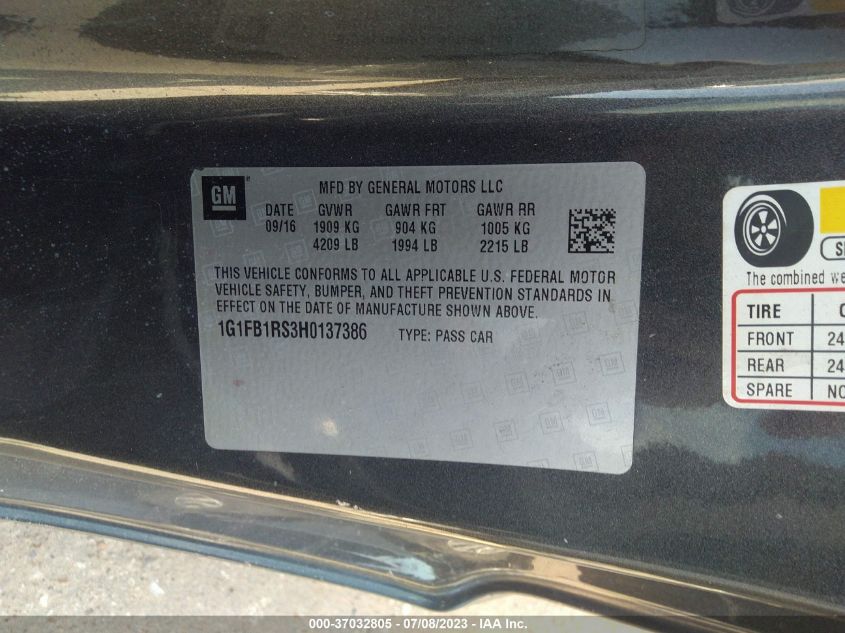 GM
MFD BY GENERAL MOTORS LLC
DATE GVWR GAWR FRT GAWR RR
09/16 1909 KG 904 KG 1005 KG
4209 LB 1994 LB 2215 LB
THIS VEHICLE CONFORMS TO ALL APPLICABLE U.S. FEDERAL MOTOR
VEHICLE SAFETY, BUMPER, AND THEFT PREVENTION STANDARDS IN
EFFECT ON THE DATE OF MANUFACTURE SHOWN ABOVE.
1G1FB1RS3H0137386 TYPE: PASS CAR
The combined we
TIRE
FRONT 24
REAR 24
SPARE NO
000-37032805 / 07/08/2023 / IAA Inc.